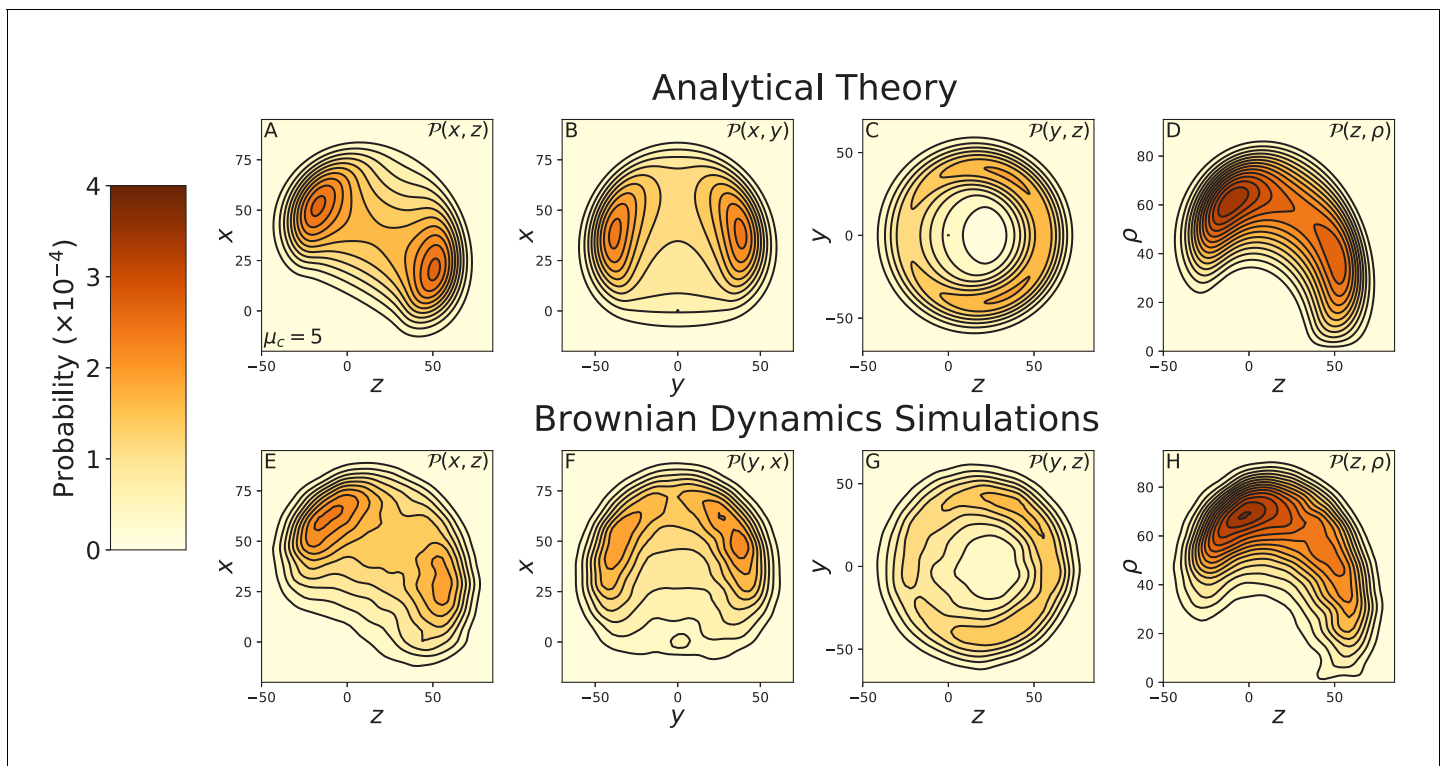 Analytical Theory
A
𝒫(x, z)
B
𝒫(x, y)
C
𝒫(y, z)
D
𝒫(z, ρ)
Probability (×10⁻⁴)
4
3
2
1
0
x
75
50
25
0
μc = 5
−50 0 50
z
x
75
50
25
0
−50 0 50
y
y
50
0
−50
−50 0 50
z
ρ
80
60
40
20
0
−50 0 50
z
Brownian Dynamics Simulations
E
𝒫(x, z)
F
𝒫(y, x)
G
𝒫(y, z)
H
𝒫(z, ρ)
x
75
50
25
0
−50 0 50
z
x
75
50
25
0
−50 0 50
y
y
50
0
−50
−50 0 50
z
ρ
80
60
40
20
0
−50 0 50
z